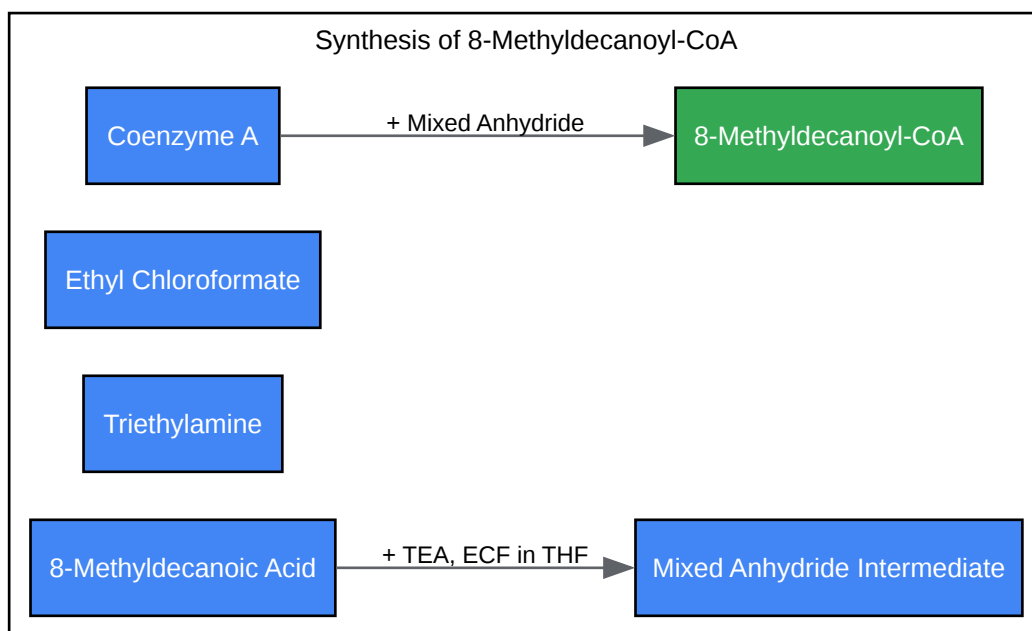 Synthesis of 8-Methyldecanoyl-CoA
Coenzyme A
+ Mixed Anhydride
8-Methyldecanoyl-CoA
Ethyl Chloroformate
Triethylamine
8-Methyldecanoic Acid
+ TEA, ECF in THF
Mixed Anhydride Intermediate